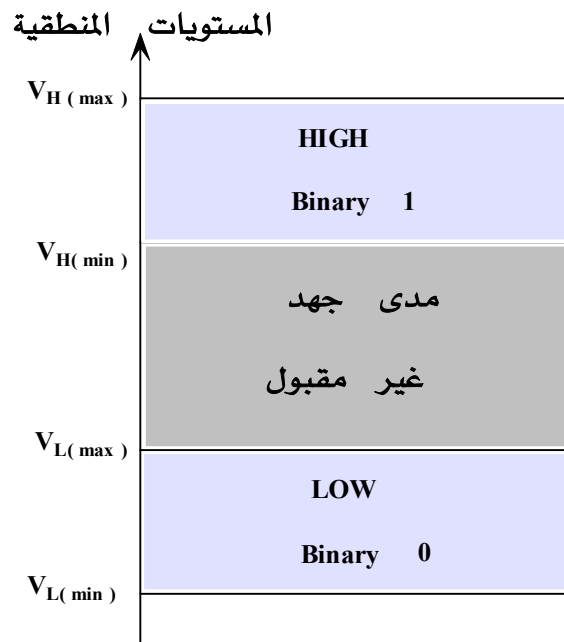 المستويات المنطقية
V_H ( max )
HIGH
Binary 1
V_H( min )
مدى جهد
غير مقبول
V_L( max )
LOW
Binary 0
V_L( min )